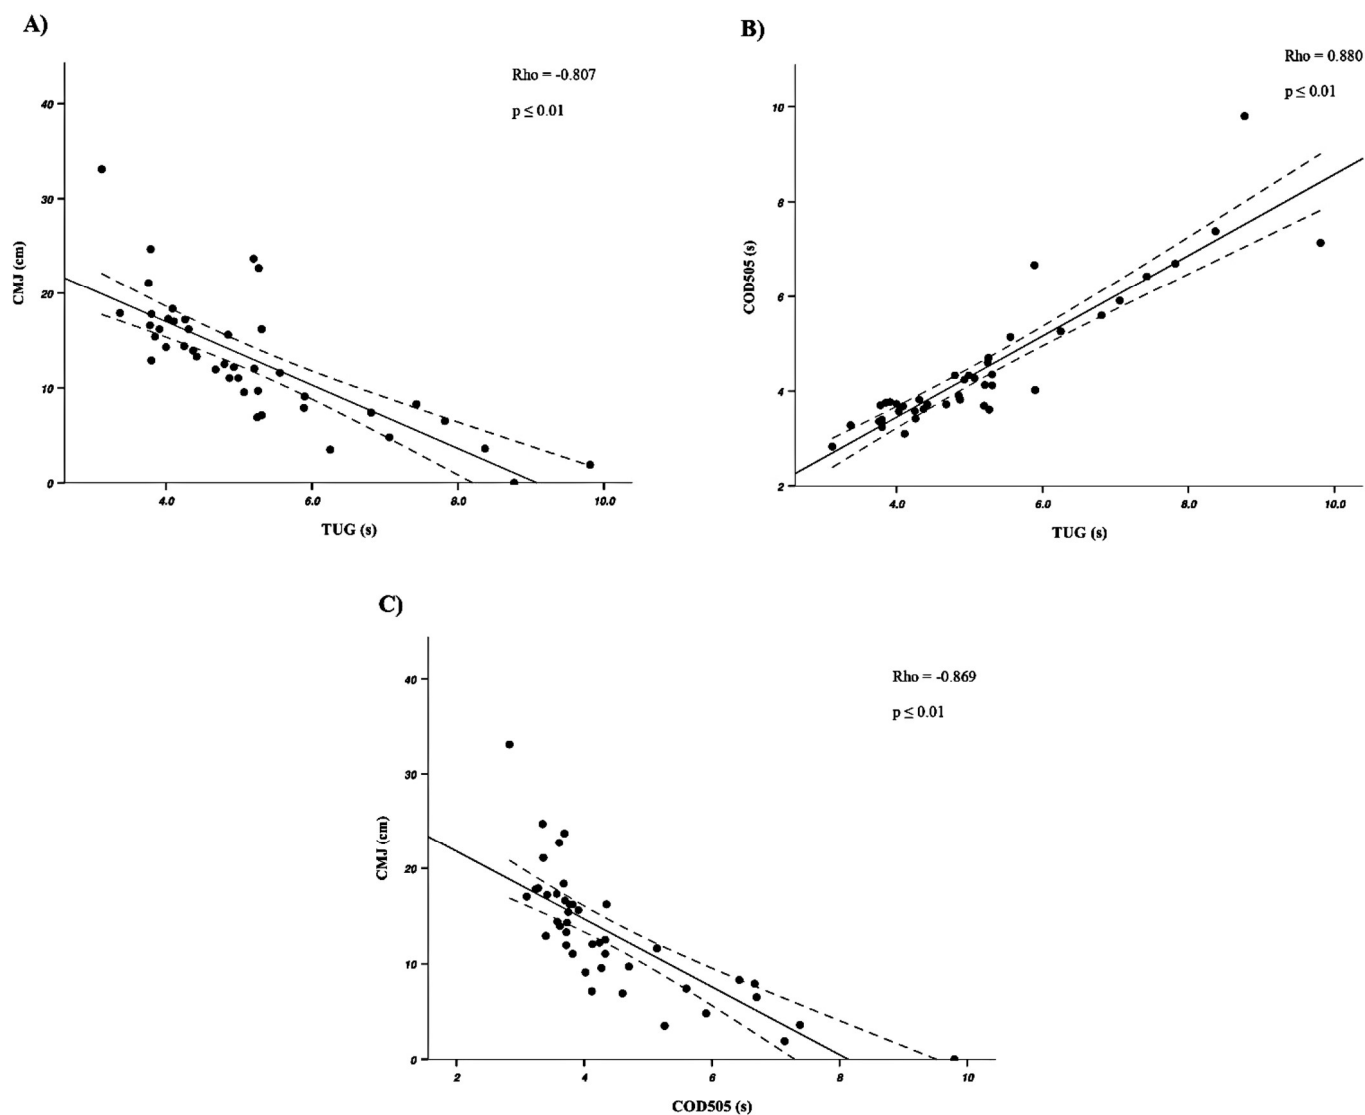 A)
Rho = -0.807
p ≤ 0.01
40
30
20
10
0
CMJ (cm)
4.0 6.0 8.0 10.0
TUG (s)
B)
Rho = 0.880
p ≤ 0.01
10
8
6
4
2
COD505 (s)
4.0 6.0 8.0 10.0
TUG (s)
C)
Rho = -0.869
p ≤ 0.01
40
30
20
10
0
CMJ (cm)
2 4 6 8 10
COD505 (s)